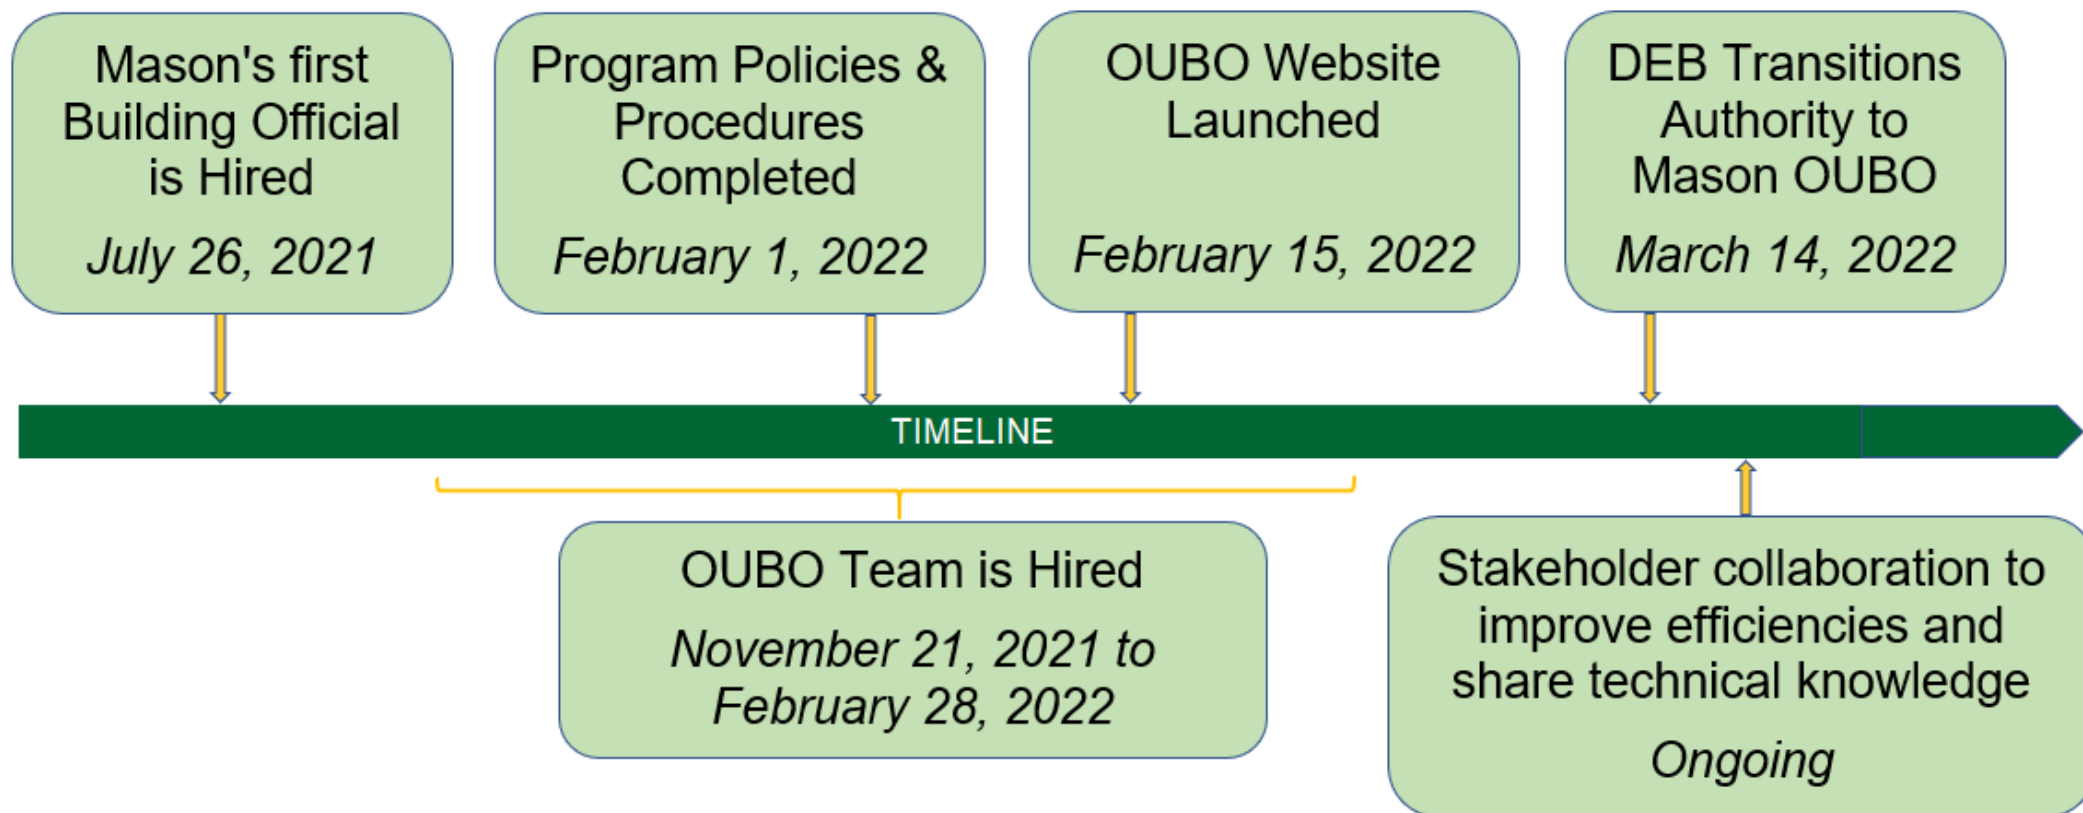 Mason's first
Building Official
is Hired
July 26, 2021
Program Policies &
Procedures
Completed
February 1, 2022
OUBO Website
Launched
February 15, 2022
DEB Transitions
Authority to
Mason OUBO
March 14, 2022
TIMELINE
OUBO Team is Hired
November 21, 2021 to
February 28, 2022
Stakeholder collaboration to
improve efficiencies and
share technical knowledge
Ongoing